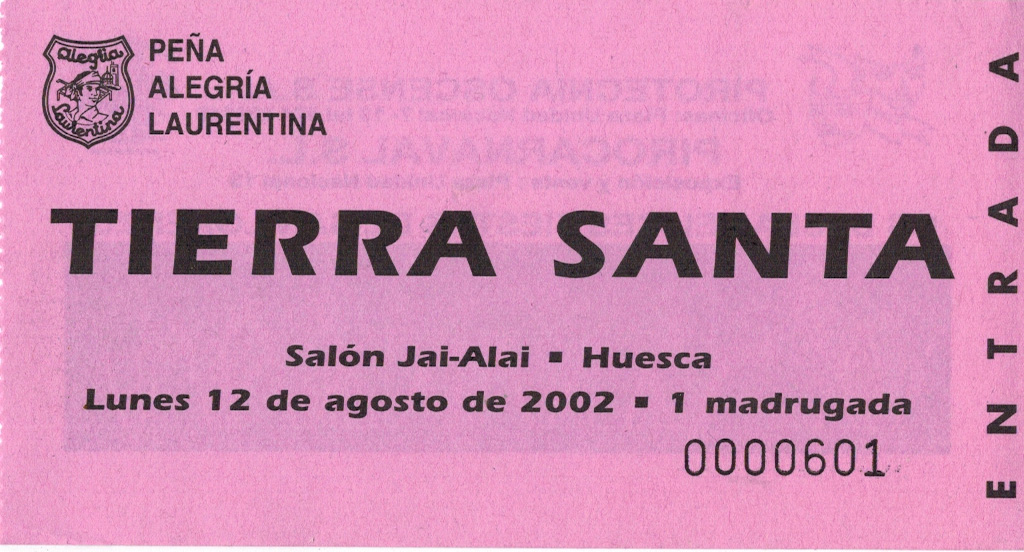 Alegría
Laurentina
PEÑA
ALEGRÍA
LAURENTINA
TIERRA SANTA
Salón Jai-Alai ▪ Huesca
Lunes 12 de agosto de 2002 ▪ 1 madrugada
0000601
ENTRADA